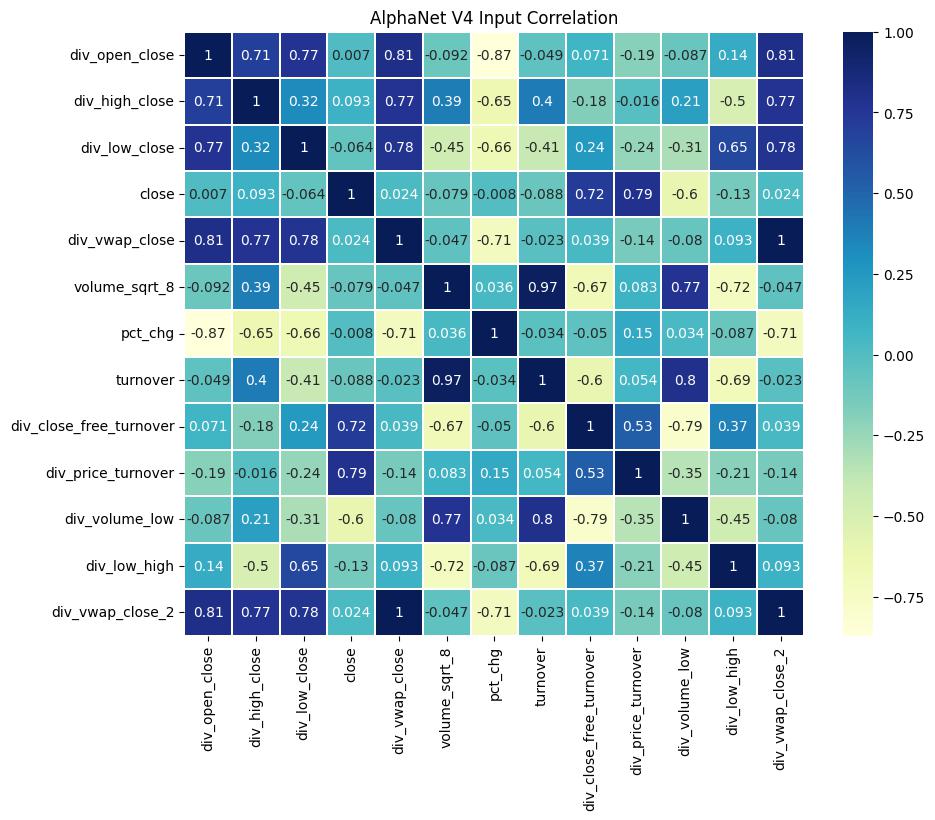 AlphaNet V4 Input Correlation
div_open_close 1 0.71 0.77 0.007 0.81 -0.092 -0.87 -0.049 0.071 -0.19 -0.087 0.14 0.81
div_high_close 0.71 1 0.32 0.093 0.77 0.39 -0.65 0.4 -0.18 -0.016 0.21 -0.5 0.77
div_low_close 0.77 0.32 1 -0.064 0.78 -0.45 -0.66 -0.41 0.24 -0.24 -0.31 0.65 0.78
close 0.007 0.093 -0.064 1 0.024 -0.079 -0.008 -0.088 0.72 0.79 -0.6 -0.13 0.024
div_vwap_close 0.81 0.77 0.78 0.024 1 -0.047 -0.71 -0.023 0.039 -0.14 -0.08 0.093 1
volume_sqrt_8 -0.092 0.39 -0.45 -0.079 -0.047 1 0.036 0.97 -0.67 0.083 0.77 -0.72 -0.047
pct_chg -0.87 -0.65 -0.66 -0.008 -0.71 0.036 1 -0.034 -0.05 0.15 0.034 -0.087 -0.71
turnover -0.049 0.4 -0.41 -0.088 -0.023 0.97 -0.034 1 -0.6 0.054 0.8 -0.69 -0.023
div_close_free_turnover 0.071 -0.18 0.24 0.72 0.039 -0.67 -0.05 -0.6 1 0.53 -0.79 0.37 0.039
div_price_turnover -0.19 -0.016 -0.24 0.79 -0.14 0.083 0.15 0.054 0.53 1 -0.35 -0.21 -0.14
div_volume_low -0.087 0.21 -0.31 -0.6 -0.08 0.77 0.034 0.8 -0.79 -0.35 1 -0.45 -0.08
div_low_high 0.14 -0.5 0.65 -0.13 0.093 -0.72 -0.087 -0.69 0.37 -0.21 -0.45 1 0.093
div_vwap_close_2 0.81 0.77 0.78 0.024 1 -0.047 -0.71 -0.023 0.039 -0.14 -0.08 0.093 1
div_open_close
div_high_close
div_low_close
close
div_vwap_close
volume_sqrt_8
pct_chg
turnover
div_close_free_turnover
div_price_turnover
div_volume_low
div_low_high
div_vwap_close_2
1.00
0.75
0.50
0.25
0.00
−0.25
−0.50
−0.75